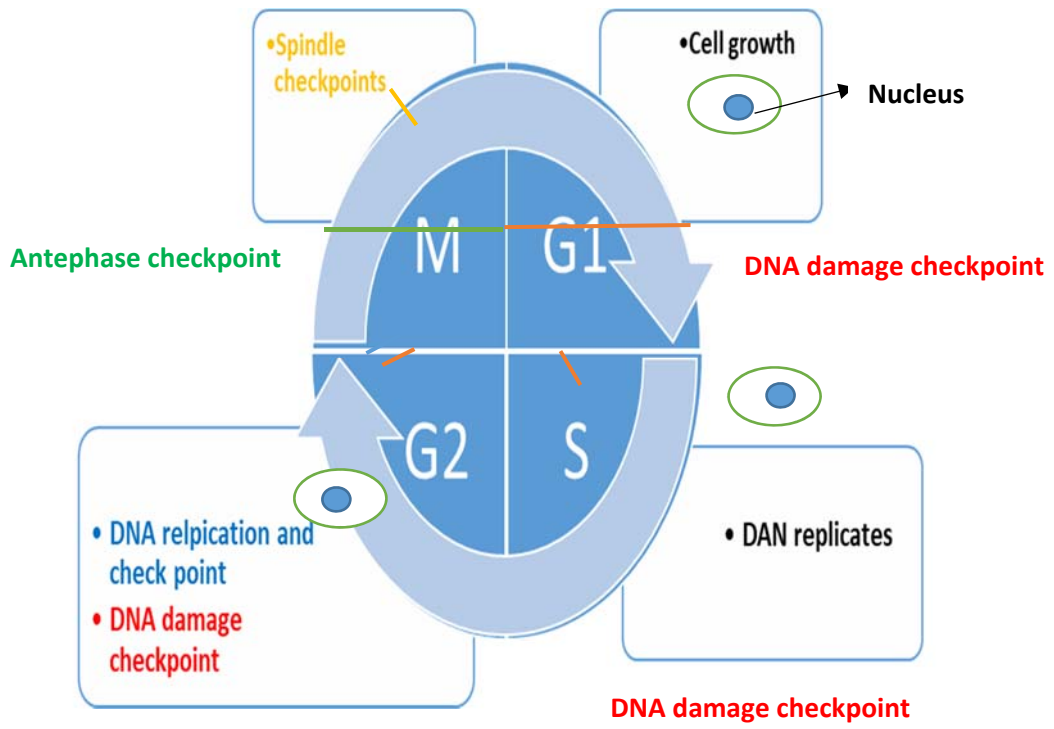 •Spindle
checkpoints
•Cell growth
Nucleus
Antephase checkpoint
M
G1
DNA damage checkpoint
G2
S
• DNA relpication and
check point
• DNA damage
checkpoint
• DAN replicates
DNA damage checkpoint